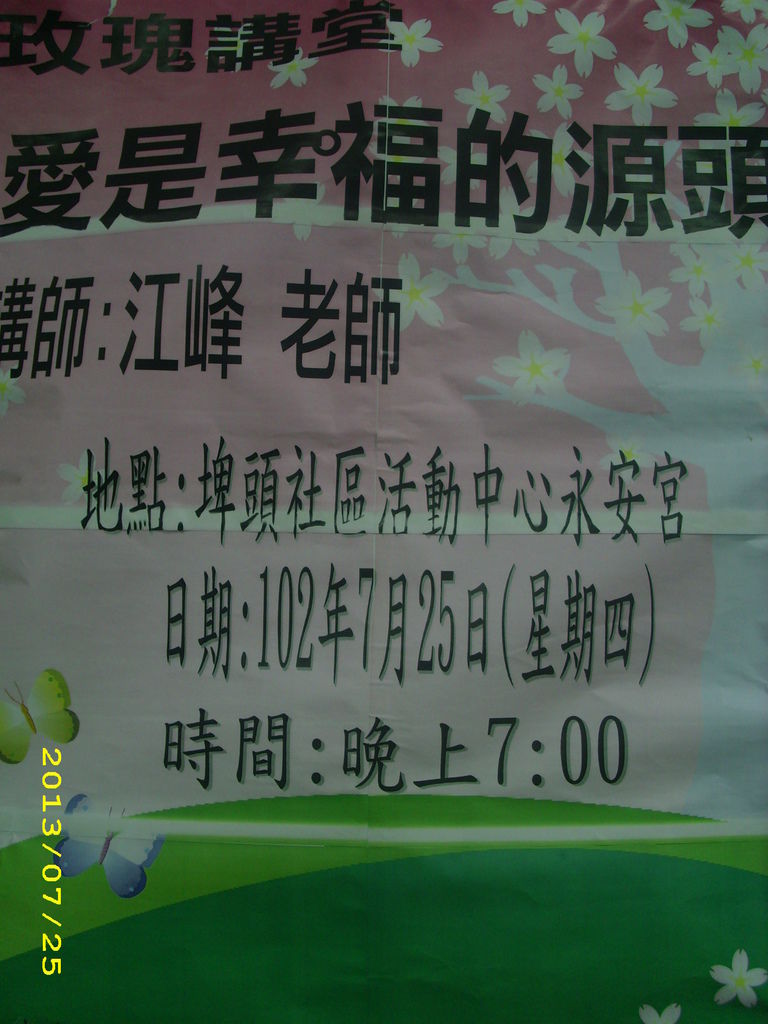 玫瑰講堂
愛是幸福的源頭
講師:江峰 老師
地點:埤頭社區活動中心永安宮
日期:102年7月25日(星期四)
時間:晚上7:00
2013/07/25